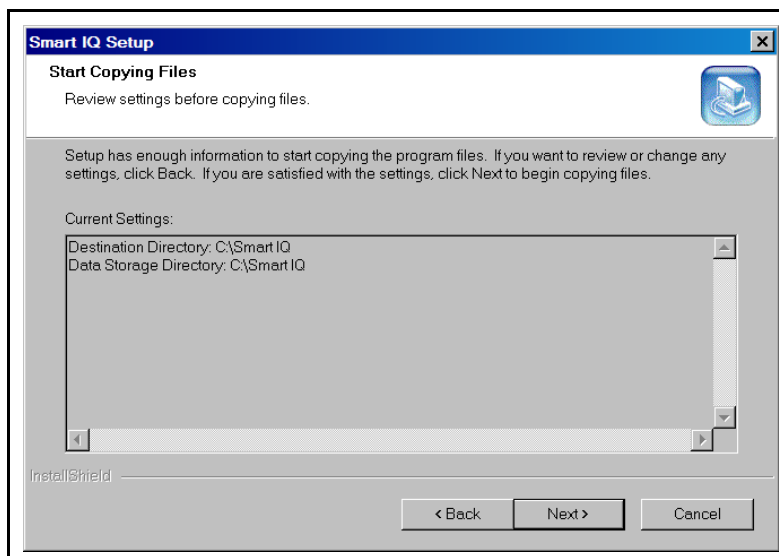 Smart IQ Setup
Start Copying Files
Review settings before copying files.
Setup has enough information to start copying the program files. If you want to review or change any
settings, click Back. If you are satisfied with the settings, click Next to begin copying files.
Current Settings:
Destination Directory: C:\Smart IQ
Data Storage Directory: C:\Smart IQ
InstallShield
< Back Next > Cancel